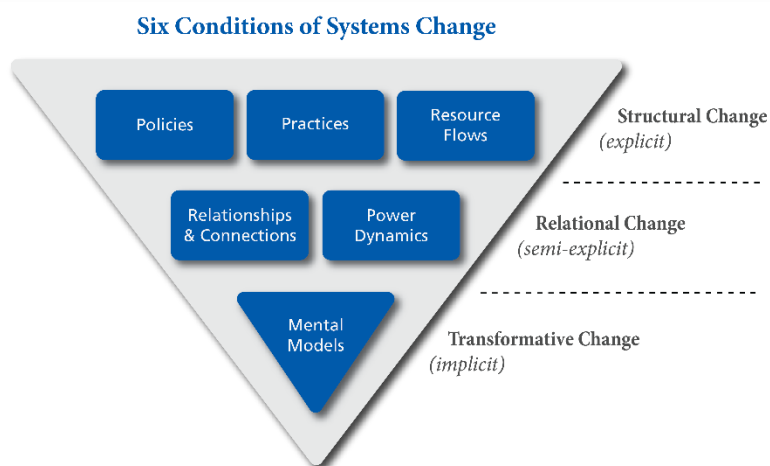 Six Conditions of Systems Change
Policies
Practices
Resource
Flows
Structural Change
(explicit)
Relationships
& Connections
Power
Dynamics
Relational Change
(semi-explicit)
Mental
Models
Transformative Change
(implicit)